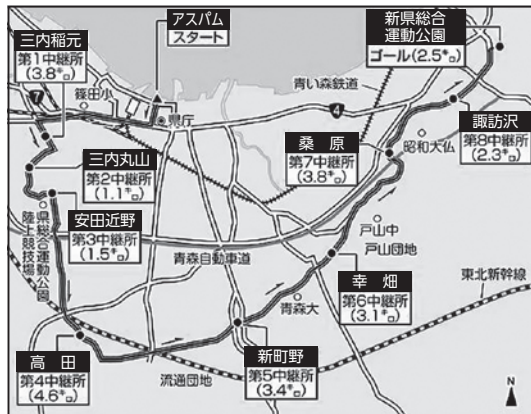 アスパム
スタート
新県総合
運動公園
ゴール(2.5㌔)
三内稲元
第1中継所
(3.8㌔)
7
篠田小
県庁
青い森鉄道
4
諏訪沢
第8中継所
(2.3㌔)
昭和大仏
桑原
第7中継所
(3.8㌔)
三内丸山
第2中継所
(1.1㌔)
安田近野
第3中継所
(1.5㌔)
県総合運動公園
陸上競技場
戸山中
戸山団地
青森自動車道
幸畑
第6中継所
(3.1㌔)
青森大
東北新幹線
高田
第4中継所
(4.6㌔)
流通団地
新町野
第5中継所
(3.4㌔)
N